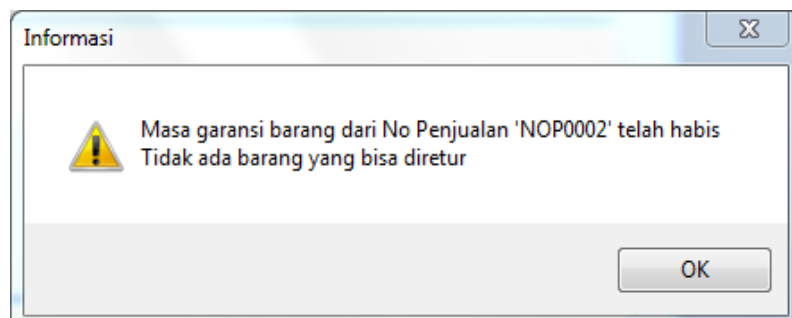 Informasi
Masa garansi barang dari No Penjualan 'NOP0002' telah habis
Tidak ada barang yang bisa diretur
OK